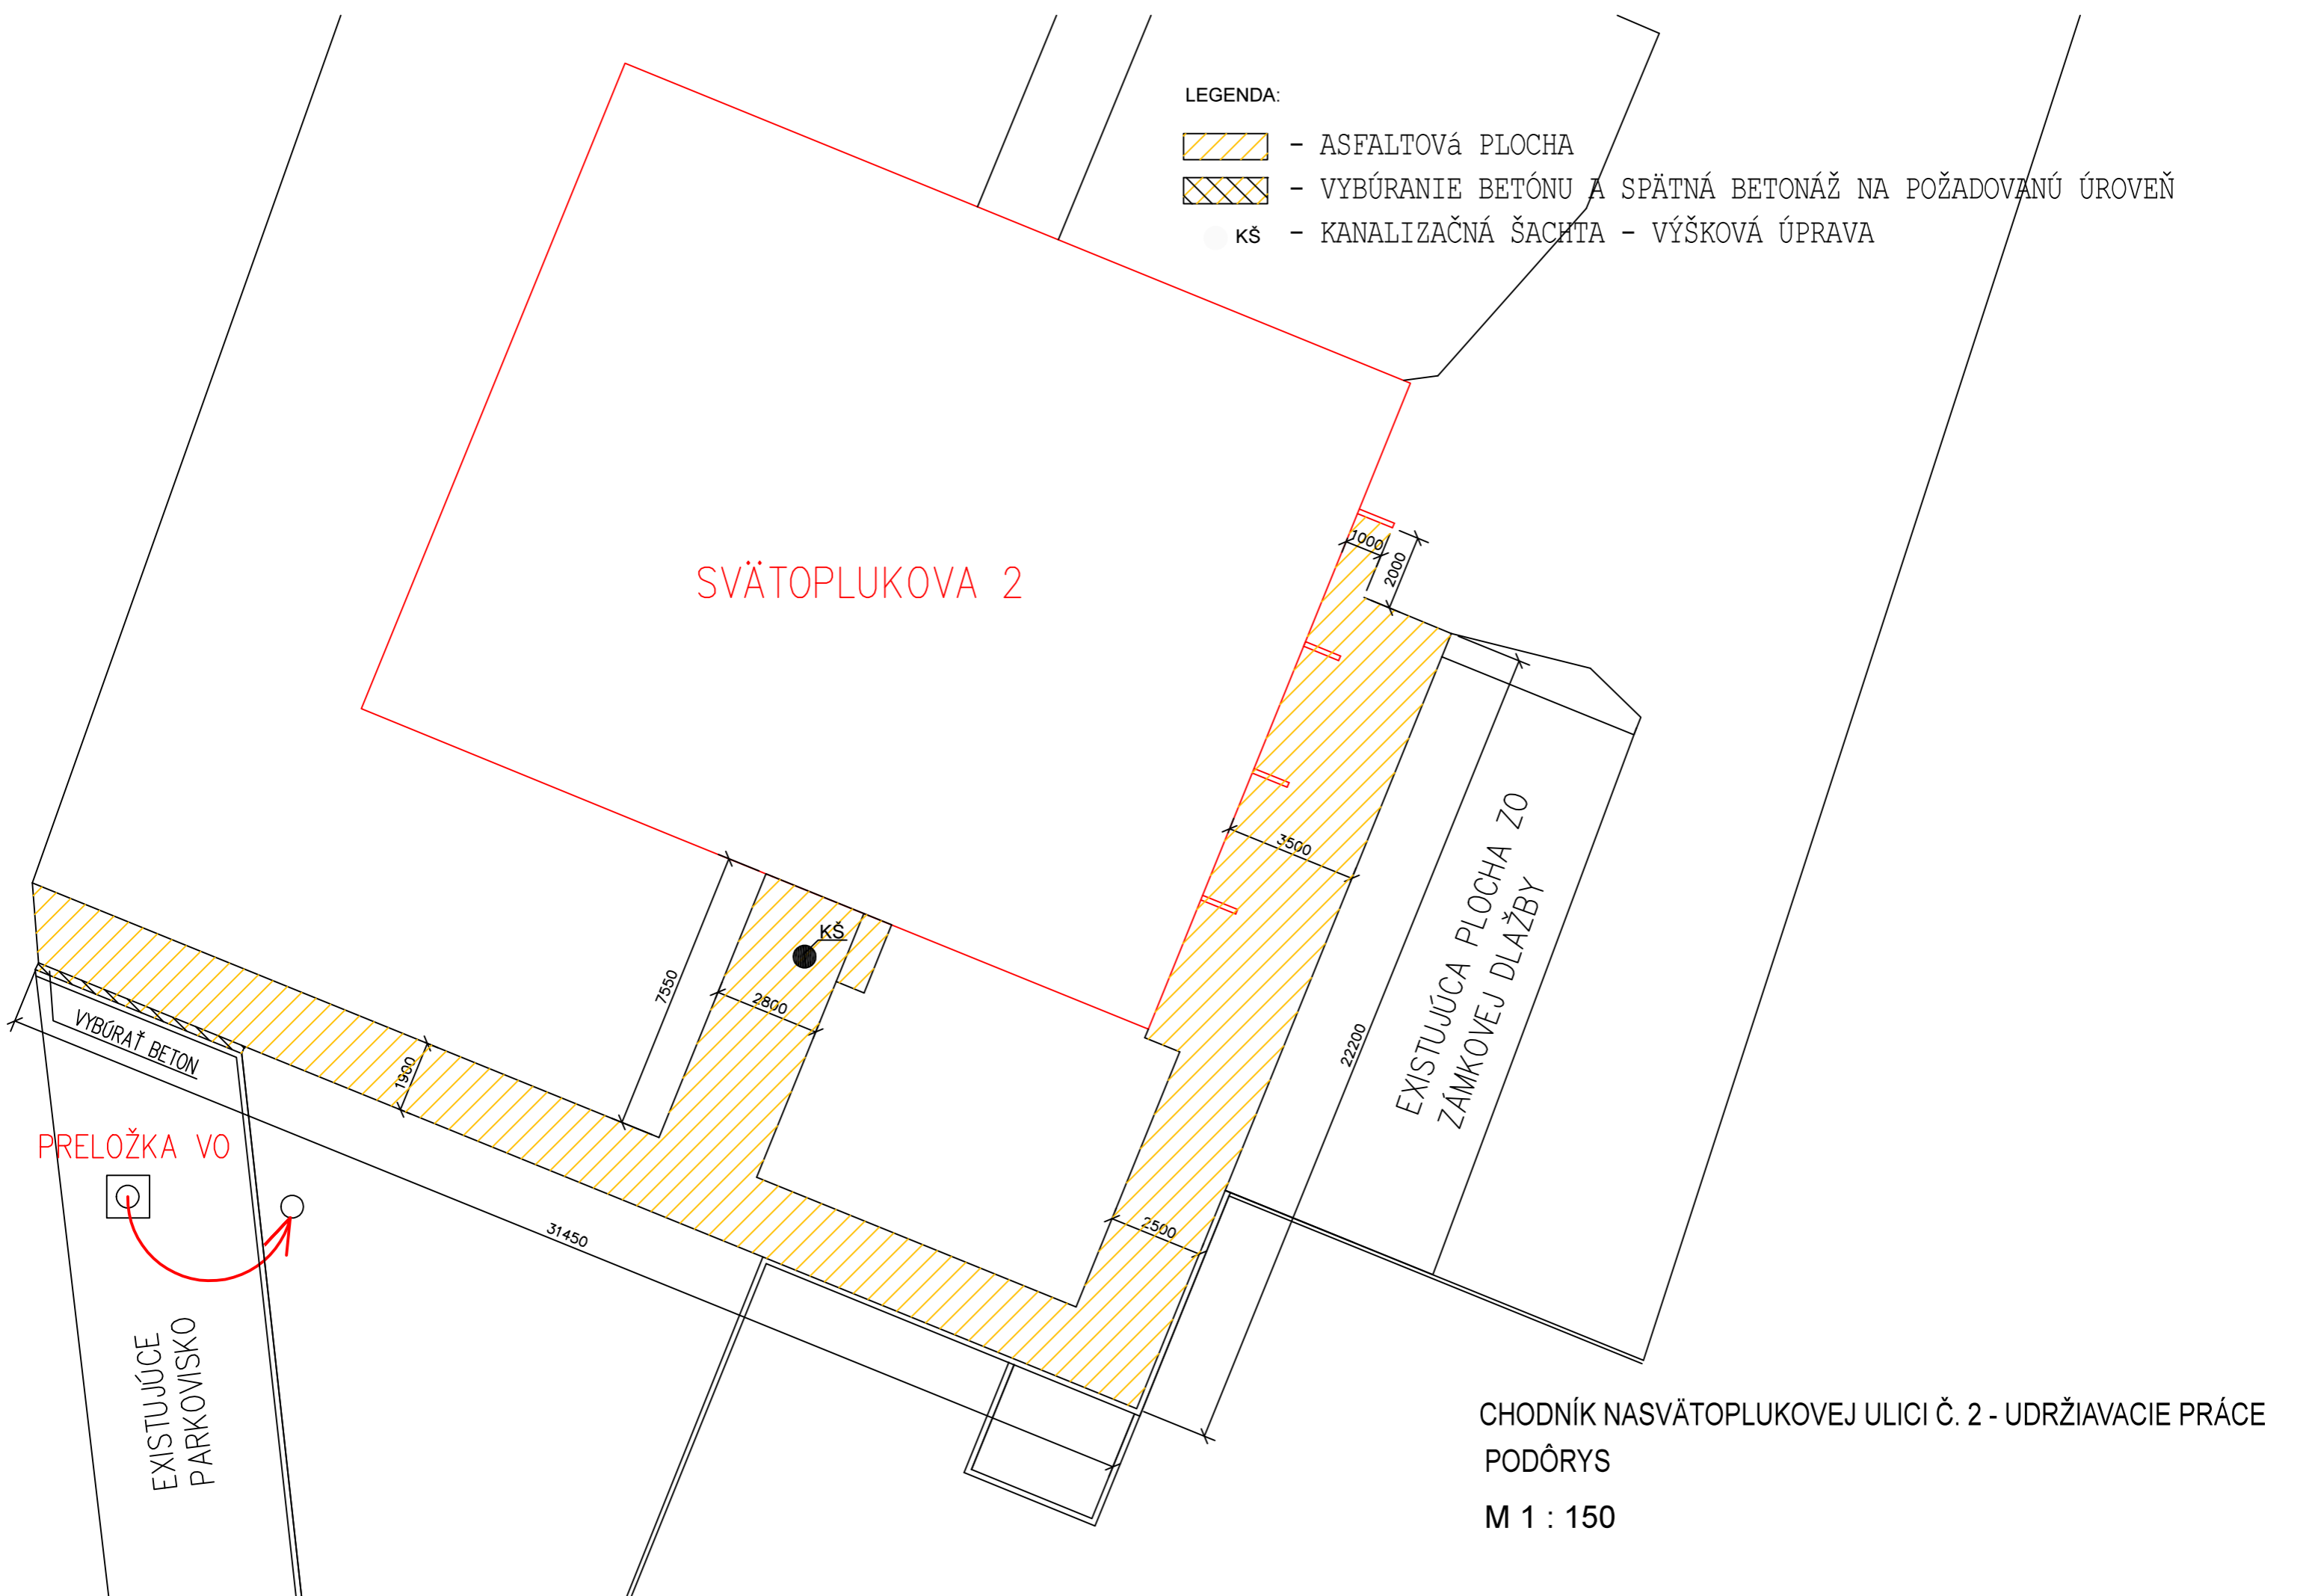 LEGENDA:
- ASFALTOVá PLOCHA
- VYBÚRANIE BETÓNU A SPÄTNÁ BETONÁŽ NA POŽADOVANÚ ÚROVEŇ
KŠ - KANALIZAČNÁ ŠACHTA - VÝŠKOVÁ ÚPRAVA
SVÄTOPLUKOVA 2
1000
2000
3500
EXISTUJÚCA PLOCHA ZO
ZÁMKOVEJ DLAŽBY
22200
KŠ
7550
2800
VYBÚRAŤ BETON
1900
PRELOŽKA VO
31450
2500
EXISTUJÚCE
PARKOVISKO
CHODNÍK NASVÄTOPLUKOVEJ ULICI Č. 2 - UDRŽIAVACIE PRÁCE
PODÔRYS
M 1 : 150